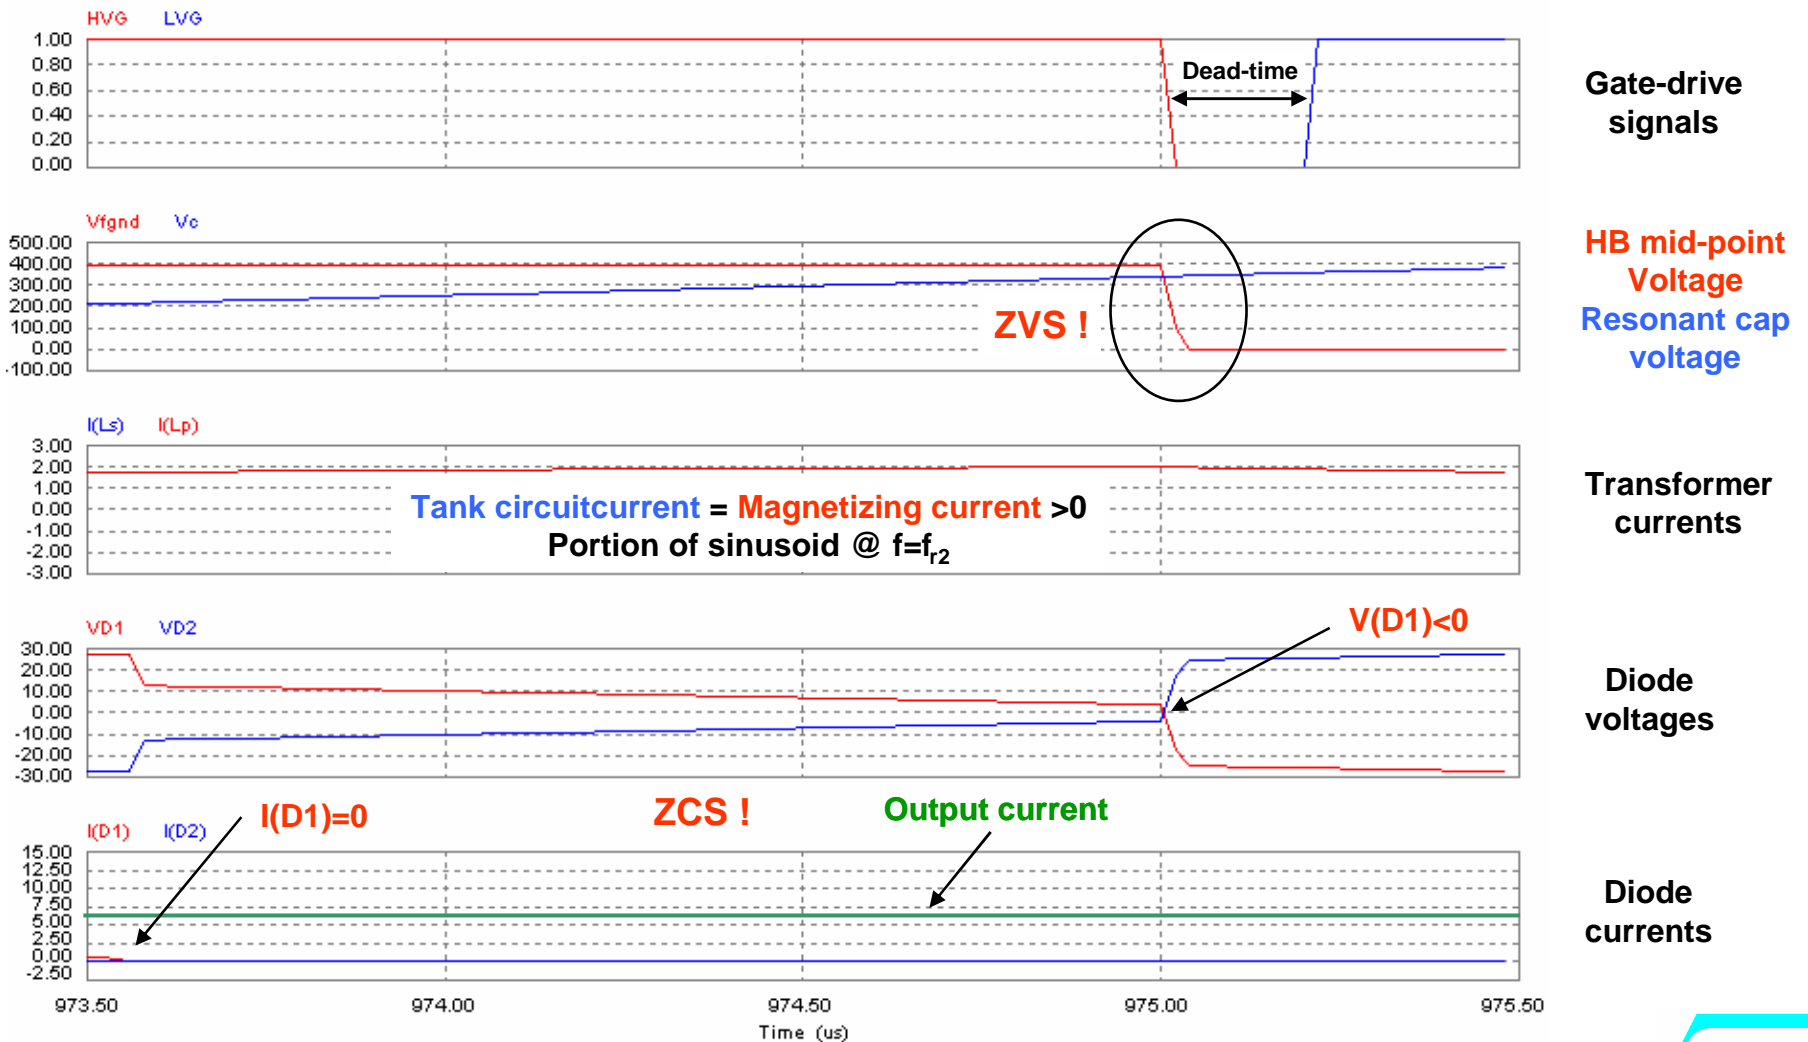 HVG LVG
1.00
0.80
0.60
0.40
0.20
0.00
Dead-time
Gate-drive
signals
Vfgnd Vc
500.00
400.00
300.00
200.00
100.00
0.00
-100.00
ZVS !
HB mid-point
Voltage
Resonant cap
voltage
I(Ls) I(Lp)
3.00
2.00
1.00
0.00
-1.00
-2.00
-3.00
Tank circuitcurrent = Magnetizing current >0
Portion of sinusoid @ f=fr2
Transformer
currents
VD1 VD2
30.00
20.00
10.00
0.00
-10.00
-20.00
-30.00
V(D1)<0
Diode
voltages
I(D1) I(D2)
15.00
12.50
10.00
7.50
5.00
2.50
0.00
-2.50
I(D1)=0
ZCS !
Output current
Diode
currents
973.50 974.00 974.50 975.00 975.50
Time (us)